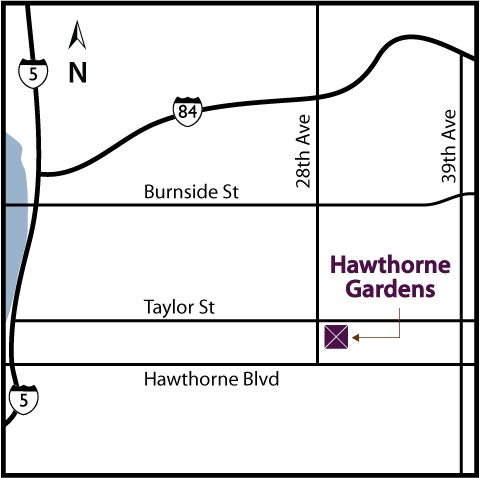 5
N
84
28th Ave
39th Ave
Burnside St
Hawthorne
Gardens
Taylor St
Hawthorne Blvd
5